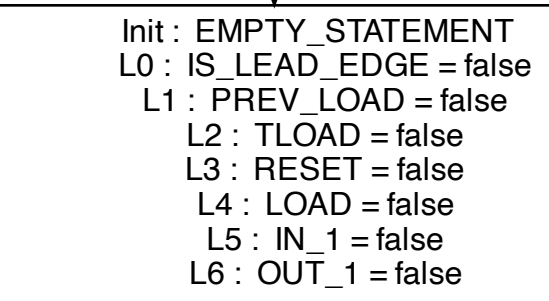 Init : EMPTY_STATEMENT
L0 : IS_LEAD_EDGE = false
L1 : PREV_LOAD = false
L2 : TLOAD = false
L3 : RESET = false
L4 : LOAD = false
L5 : IN_1 = false
L6 : OUT_1 = false